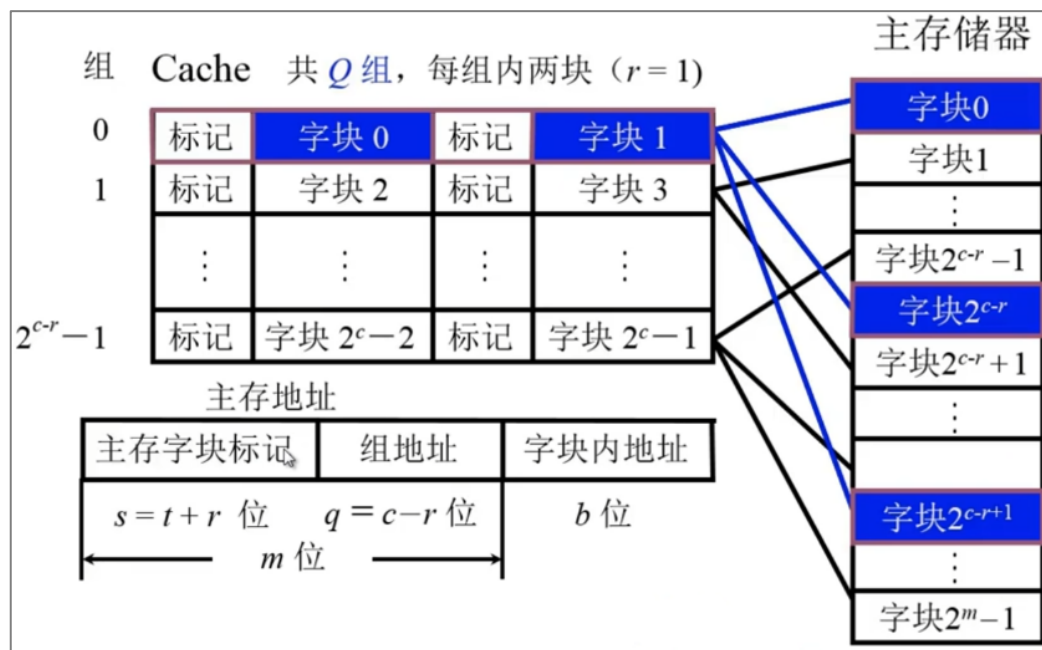 主存储器
组 Cache 共 Q 组，每组内两块（r = 1）
0 标记 字块 0 标记 字块 1
1 标记 字块 2 标记 字块 3
⋮ ⋮ ⋮ ⋮
2^{c-r}－1 标记 字块 2^c－2 标记 字块 2^c－1
字块0
字块1
⋮
字块2^{c-r} –1
字块2^{c-r}
字块2^{c-r} + 1
⋮
字块2^{c-r+1}
⋮
字块2^m–1
主存地址
主存字块标记 组地址 字块内地址
s = t + r 位 q = c－r 位 b 位
m 位